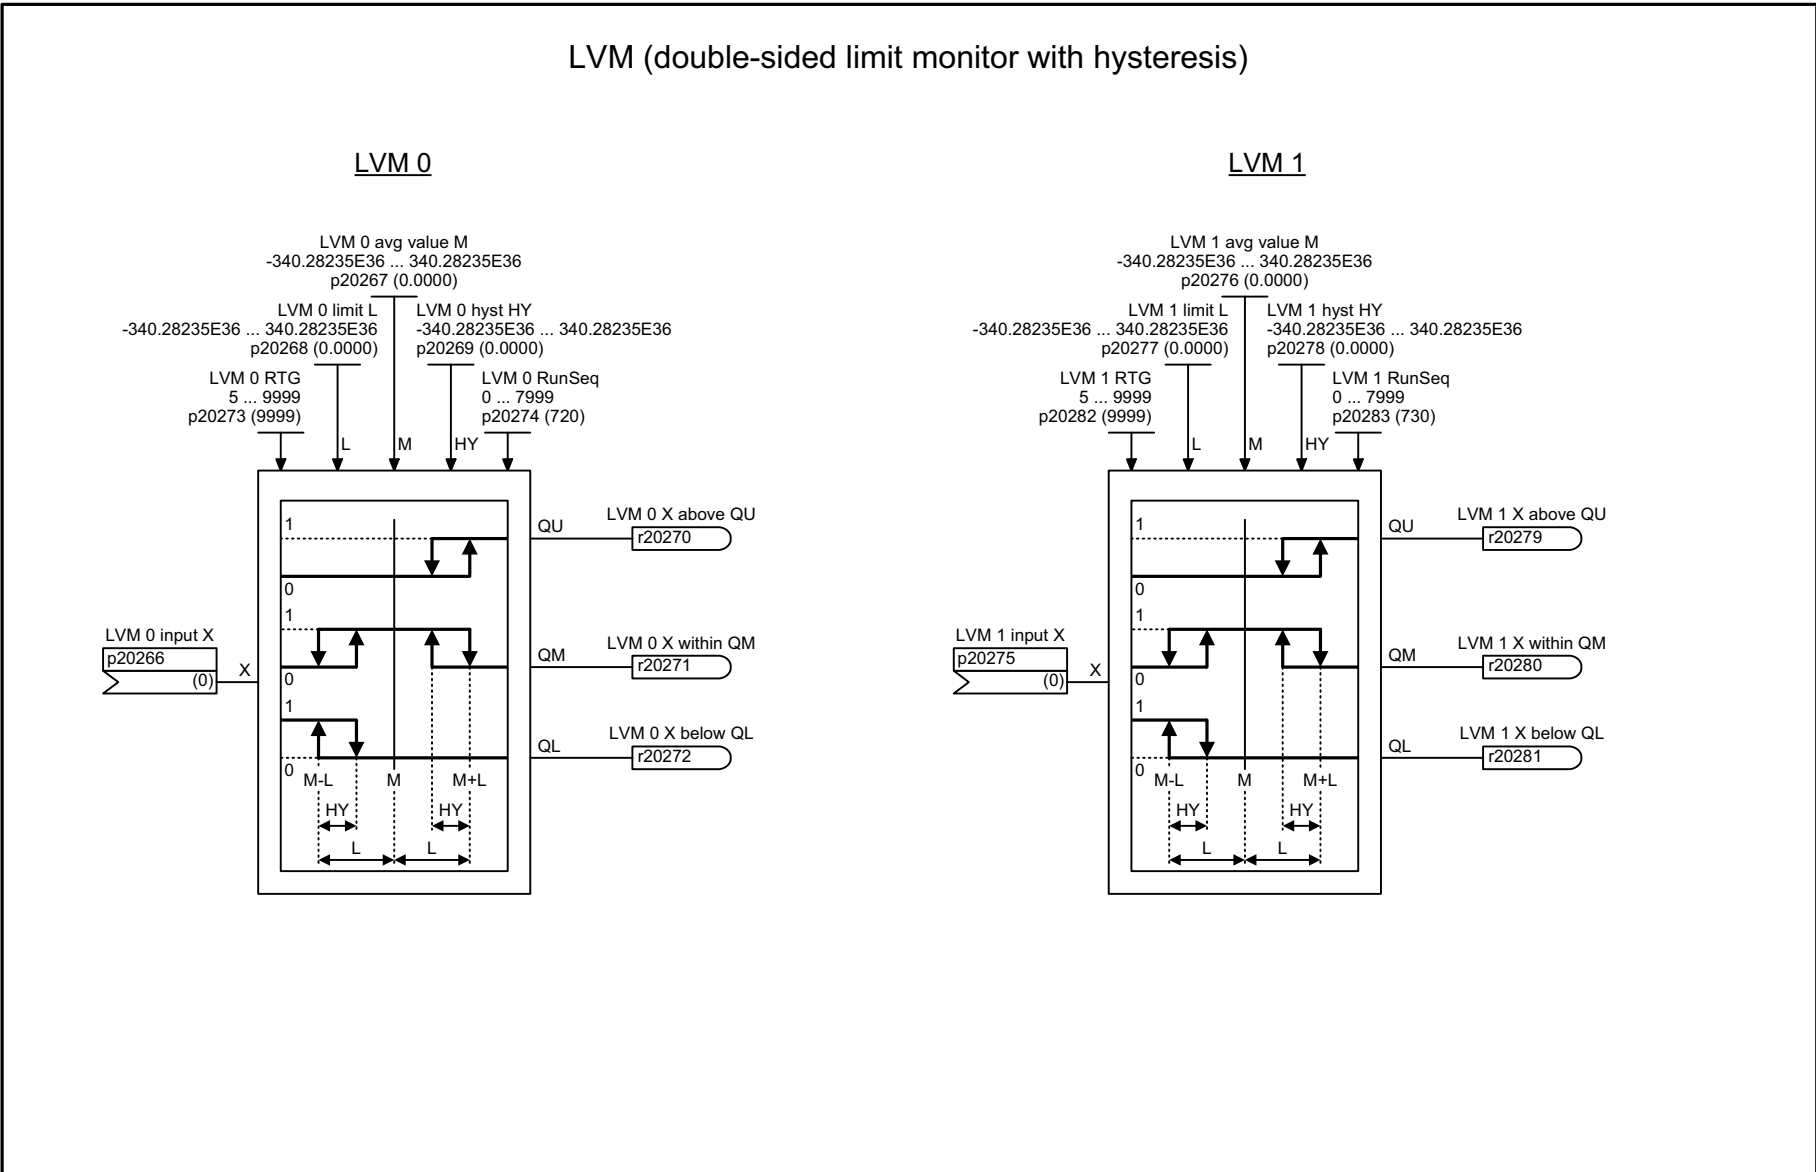 LVM (double-sided limit monitor with hysteresis)
LVM 0
LVM 0 avg value M
-340.28235E36 ... 340.28235E36
p20267 (0.0000)
LVM 0 limit L
-340.28235E36 ... 340.28235E36
p20268 (0.0000)
LVM 0 hyst HY
-340.28235E36 ... 340.28235E36
p20269 (0.0000)
LVM 0 RTG
5 ... 9999
p20273 (9999)
LVM 0 RunSeq
0 ... 7999
p20274 (720)
L
M
HY
LVM 0 input X
p20266
(0)
X
1
0
1
0
1
0
M-L
M
M+L
HY
HY
L
L
QU
LVM 0 X above QU
r20270
QM
LVM 0 X within QM
r20271
QL
LVM 0 X below QL
r20272
LVM 1
LVM 1 avg value M
-340.28235E36 ... 340.28235E36
p20276 (0.0000)
LVM 1 limit L
-340.28235E36 ... 340.28235E36
p20277 (0.0000)
LVM 1 hyst HY
-340.28235E36 ... 340.28235E36
p20278 (0.0000)
LVM 1 RTG
5 ... 9999
p20282 (9999)
LVM 1 RunSeq
0 ... 7999
p20283 (730)
L
M
HY
LVM 1 input X
p20275
(0)
X
1
0
1
0
1
0
M-L
M
M+L
HY
HY
L
L
QU
LVM 1 X above QU
r20279
QM
LVM 1 X within QM
r20280
QL
LVM 1 X below QL
r20281